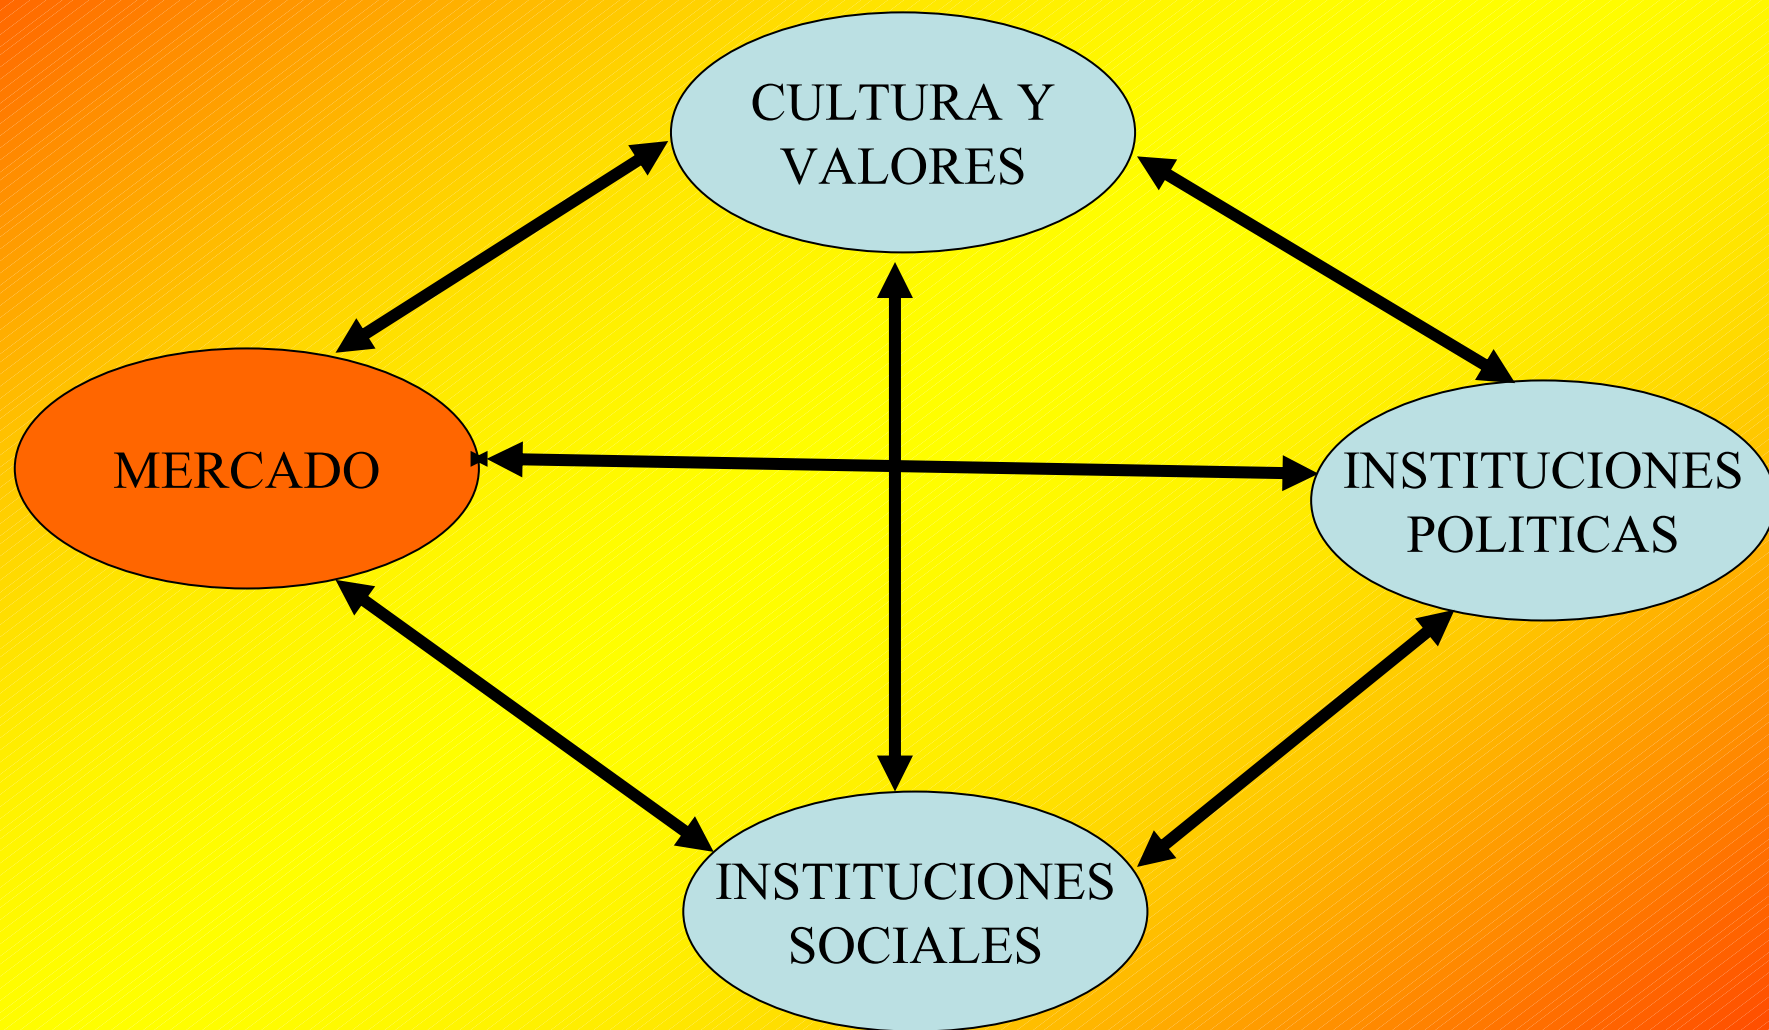 CULTURA Y
VALORES
MERCADO
INSTITUCIONES
POLITICAS
INSTITUCIONES
SOCIALES